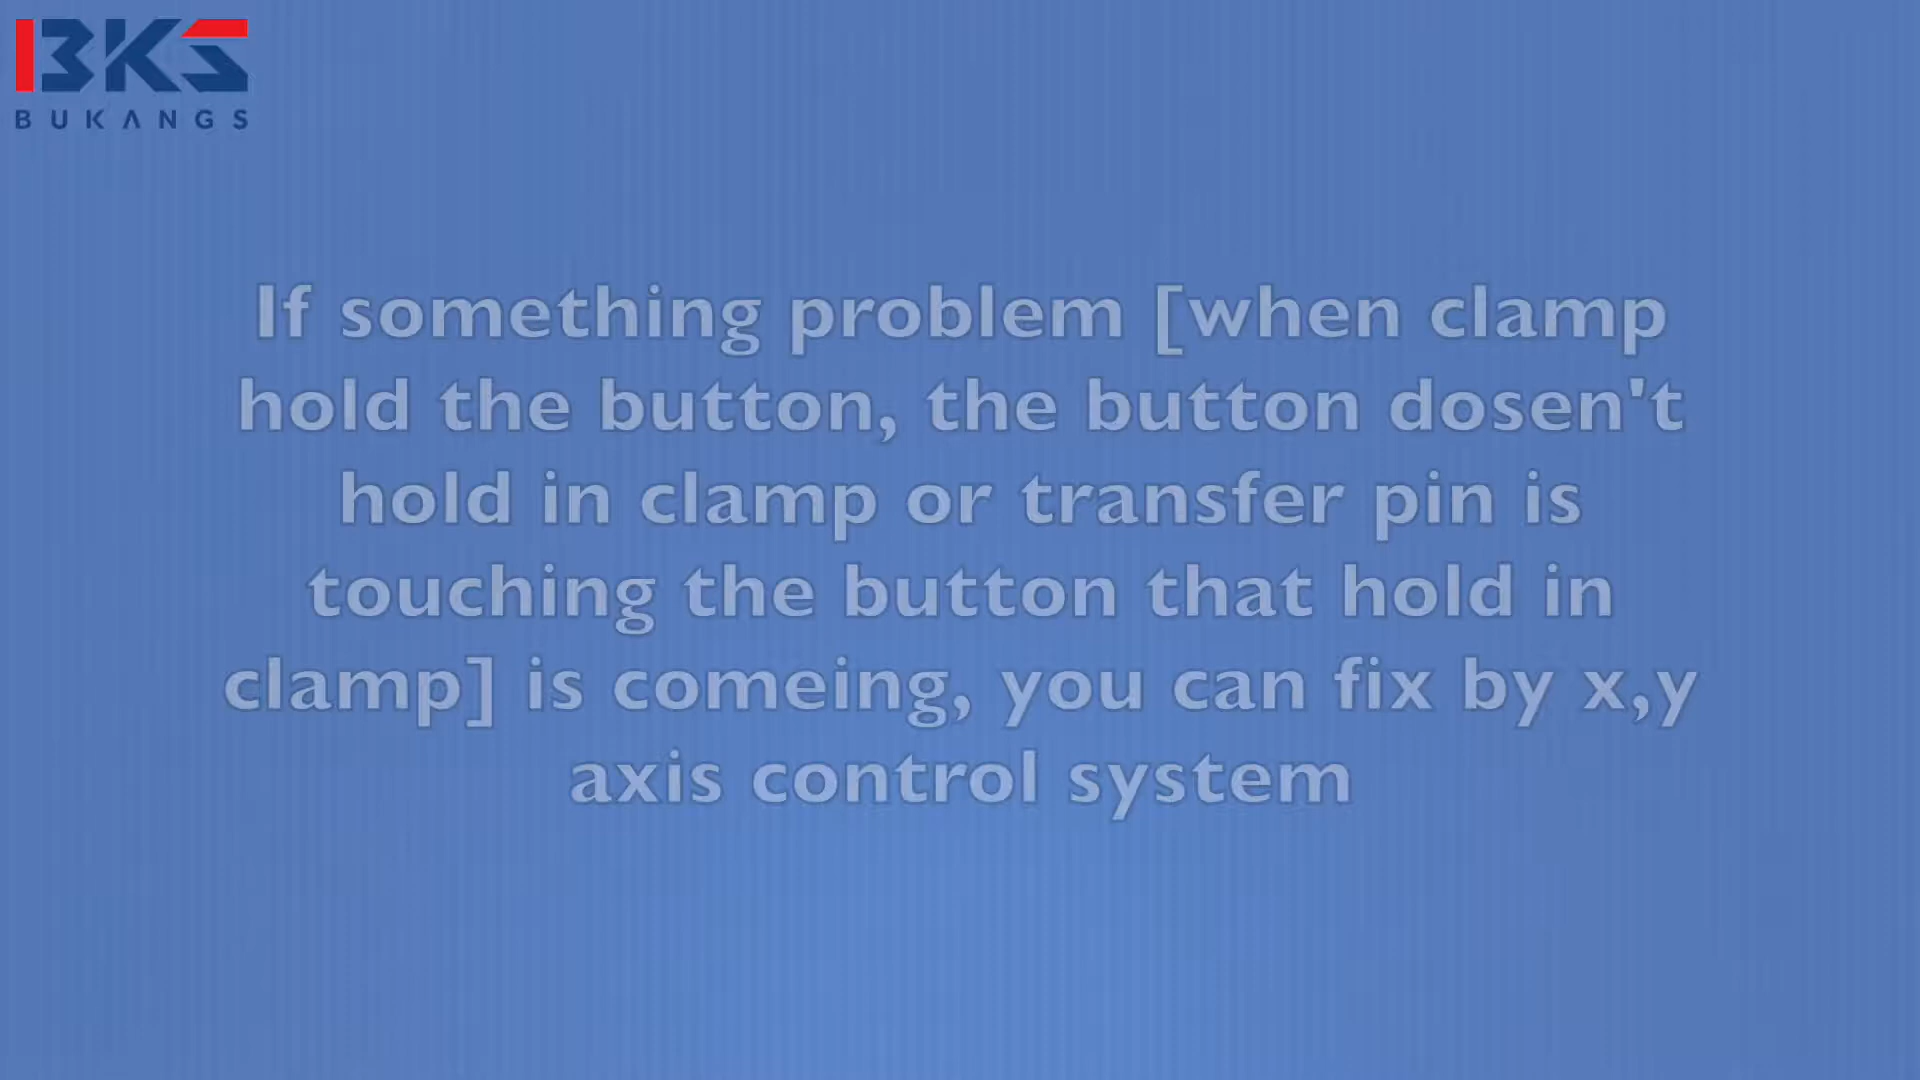 BKS
BUKANGS
If something problem [when clamp
hold the button, the button dosen't
hold in clamp or transfer pin is
touching the button that hold in
clamp] is comeing, you can fix by x,y
axis control system